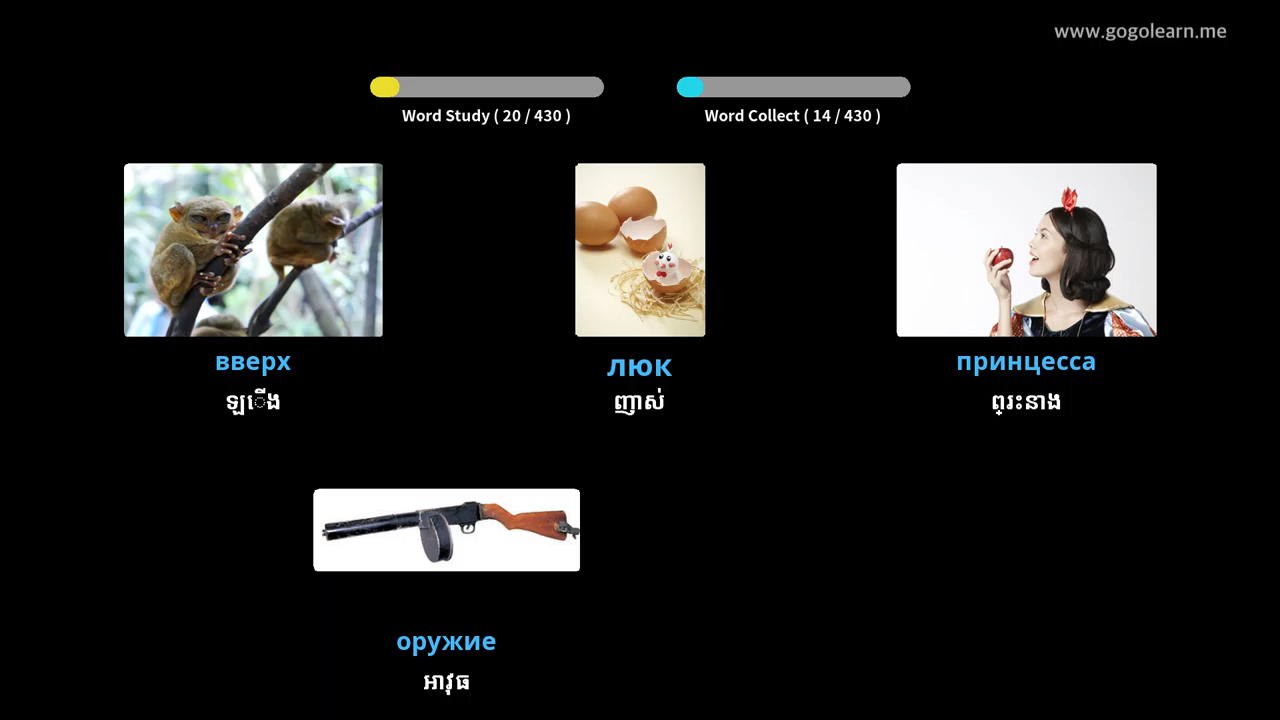 www.gogolearn.me
Word Study ( 20 / 430 )
Word Collect ( 14 / 430 )
вверх
люк
принцесса
ឡើង
ញាស់
ព្រះនាង
оружие
អាវុធ